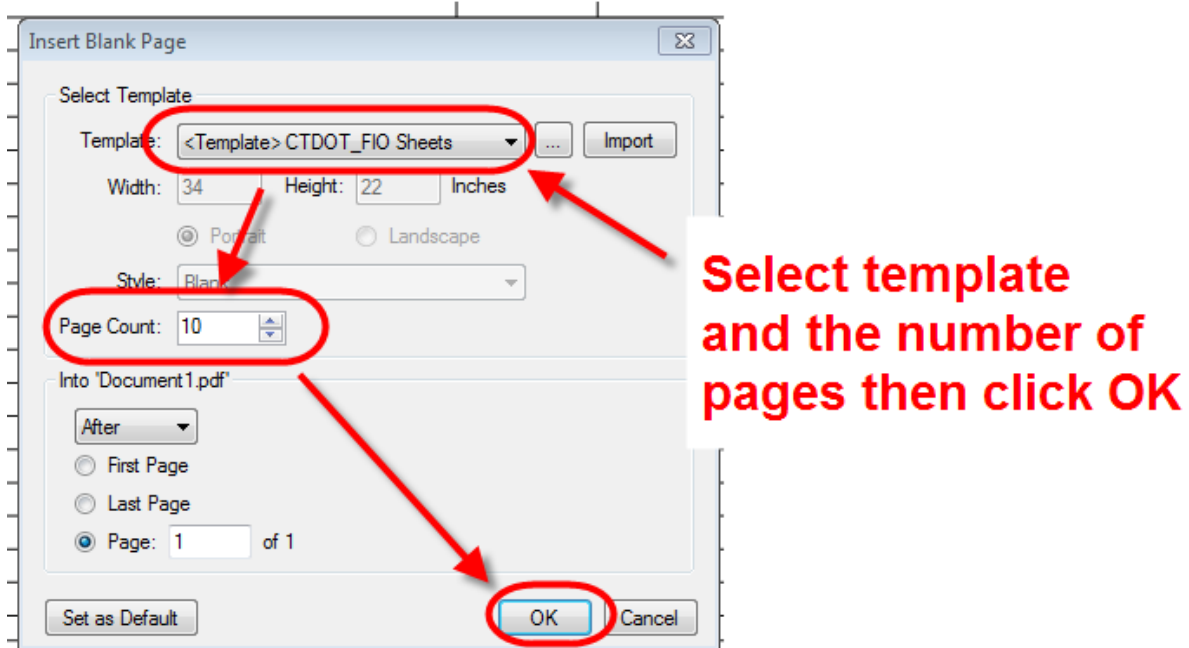 Insert Blank Page
Select Template
Template: <Template> CTDOT_FIO Sheets ... Import
Width: 34 Height: 22 Inches
Portrait Landscape
Style: Blank
Page Count: 10
Into 'Document1.pdf'
After
First Page
Last Page
Page: 1 of 1
Set as Default OK Cancel
Select template
and the number of
pages then click OK